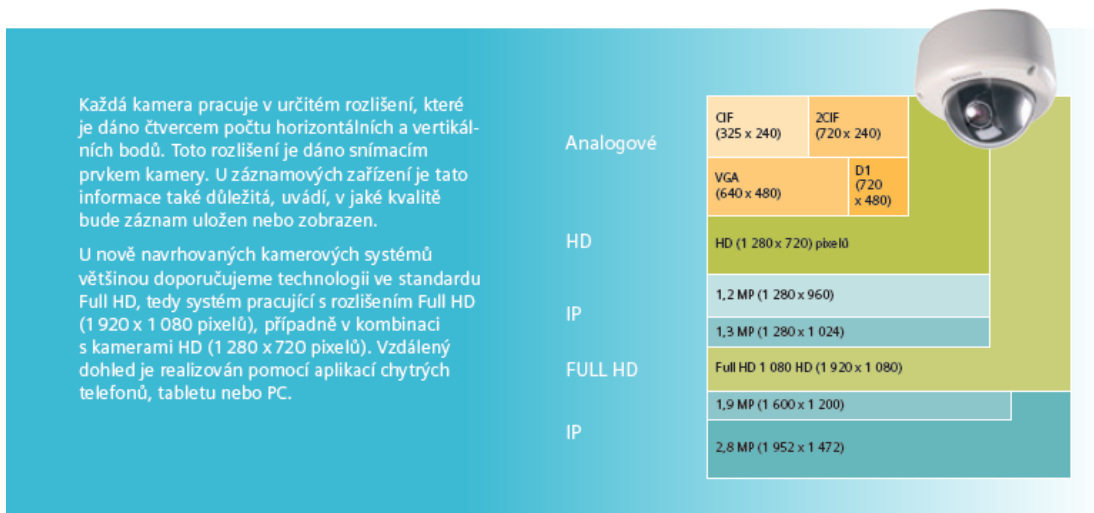 Každá kamera pracuje v určitém rozlišení, které
je dáno čtvercem počtu horizontálních a vertikál-
ních bodů. Toto rozlišení je dáno snímacím
prvkem kamery. U záznamových zařízení je tato
informace také důležitá, uvádí, v jaké kvalitě
bude záznam uložen nebo zobrazen.
U nově navrhovaných kamerových systémů
většinou doporučujeme technologii ve standardu
Full HD, tedy systém pracující s rozlišením Full HD
(1 920 x 1 080 pixelů), případně v kombinaci
s kamerami HD (1 280 x 720 pixelů). Vzdálený
dohled je realizován pomocí aplikací chytrých
telefonů, tabletu nebo PC.
Analogové
CIF
(325 x 240)
2CIF
(720 x 240)
VGA
(640 x 480)
D1
(720
x 480)
HD
HD (1 280 x 720) pixelů
IP
1,2 MP (1 280 x 960)
1,3 MP (1 280 x 1 024)
FULL HD
Full HD 1 080 HD (1 920 x 1 080)
IP
1,9 MP (1 600 x 1 200)
2,8 MP (1 952 x 1 472)